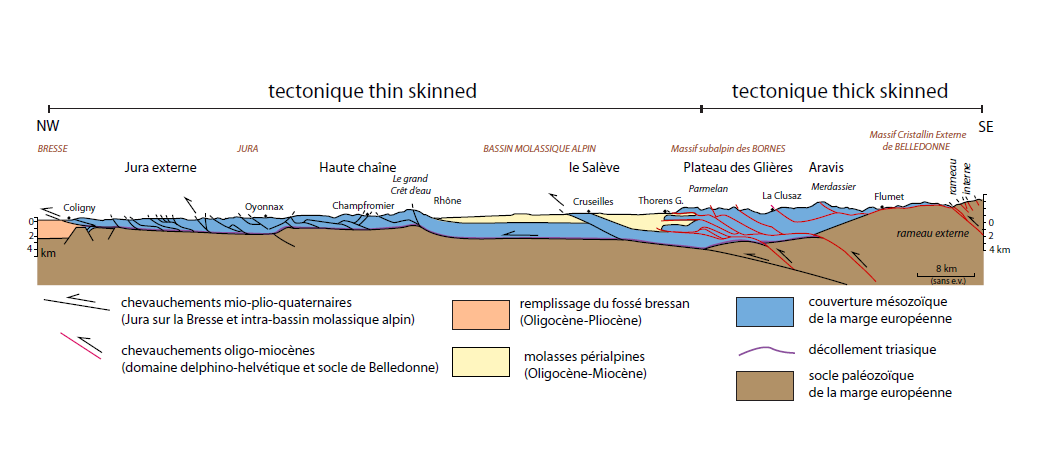 tectonique thin skinned
tectonique thick skinned
NW
SE
BRESSE
JURA
BASSIN MOLASSIQUE ALPIN
Massif subalpin des BORNES
Massif Cristallin Externe
de BELLEDONNE
Jura externe
Haute chaîne
le Salève
Plateau des Glières
Aravis
rameau
interne
Le grand
Crêt d'eau
Parmelan
Merdassier
Coligny
Oyonnax
Champfromier
Rhône
Cruseilles
Thorens G.
La Clusaz
Flumet
0
2
4
km
rameau externe
0
2
4 km
8 km
(sans e.v.)
chevauchements mio-plio-quaternaires
(Jura sur la Bresse et intra-bassin molassique alpin)
chevauchements oligo-miocènes
(domaine delphino-helvétique et socle de Belledonne)
remplissage du fossé bressan
(Oligocène-Pliocène)
molasses périalpines
(Oligocène-Miocène)
couverture mésozoïque
de la marge européenne
décollement triasique
socle paléozoïque
de la marge européenne